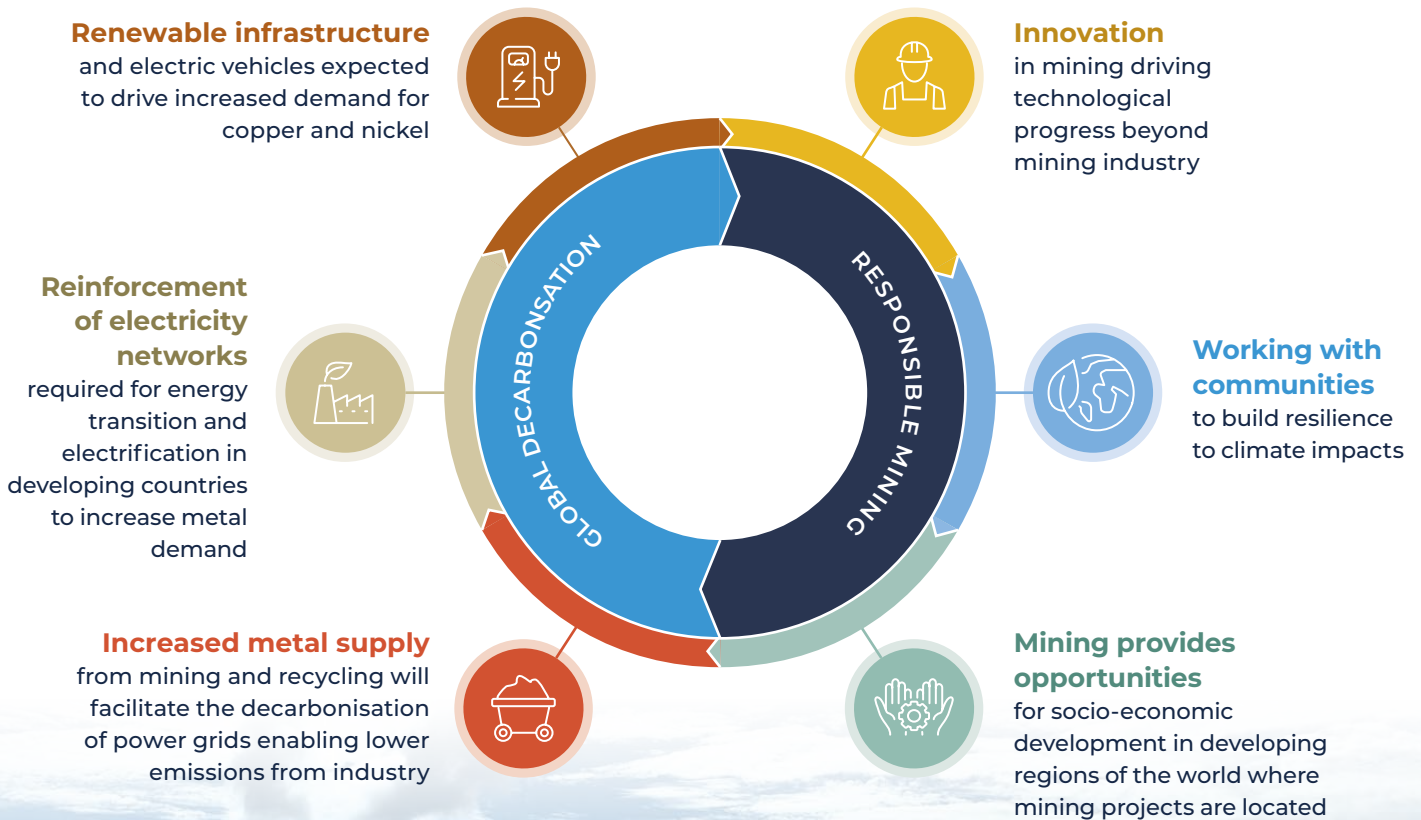 Renewable infrastructure
and electric vehicles expected
to drive increased demand for
copper and nickel
Innovation
in mining driving
technological
progress beyond
mining industry
Reinforcement
of electricity
networks
required for energy
transition and
electrification in
developing countries
to increase metal
demand
GLOBAL DECARBONSATION
RESPONSIBLE MINING
Working with
communities
to build resilience
to climate impacts
Increased metal supply
from mining and recycling will
facilitate the decarbonisation
of power grids enabling lower
emissions from industry
Mining provides
opportunities
for socio-economic
development in developing
regions of the world where
mining projects are located